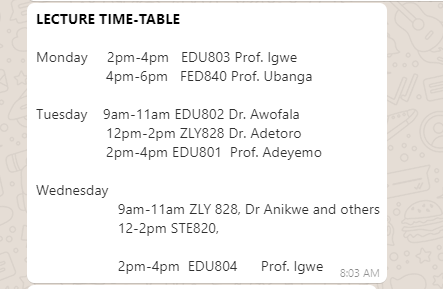 LECTURE TIME-TABLE
Monday 2pm-4pm EDU803 Prof. Igwe
4pm-6pm FED840 Prof. Ubanga
Tuesday 9am-11am EDU802 Dr. Awofala
12pm-2pm ZLY828 Dr. Adetoro
2pm-4pm EDU801 Prof. Adeyemo
Wednesday
9am-11am ZLY 828, Dr Anikwe and others
12-2pm STE820,
2pm-4pm EDU804 Prof. Igwe
8:03 AM